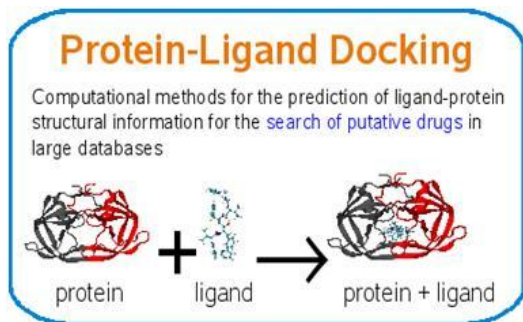 Protein-Ligand Docking
Computational methods for the prediction of ligand-protein
structural information for the search of putative drugs in
large databases
protein + ligand → protein + ligand